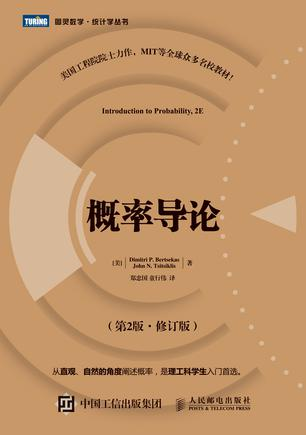 TURING 图灵数学·统计学丛书
美国工程院院士力作，MIT等全球众多名校教材！
Introduction to Probability, 2E
概率导论
[美] Dimitri P. Bertsekas
John N. Tsitsiklis 著
郑忠国 童行伟 译
（第2版·修订版）
从直观、自然的角度阐述概率，是理工科学生入门首选。
中国工信出版集团
人民邮电出版社
POSTS & TELECOM PRESS